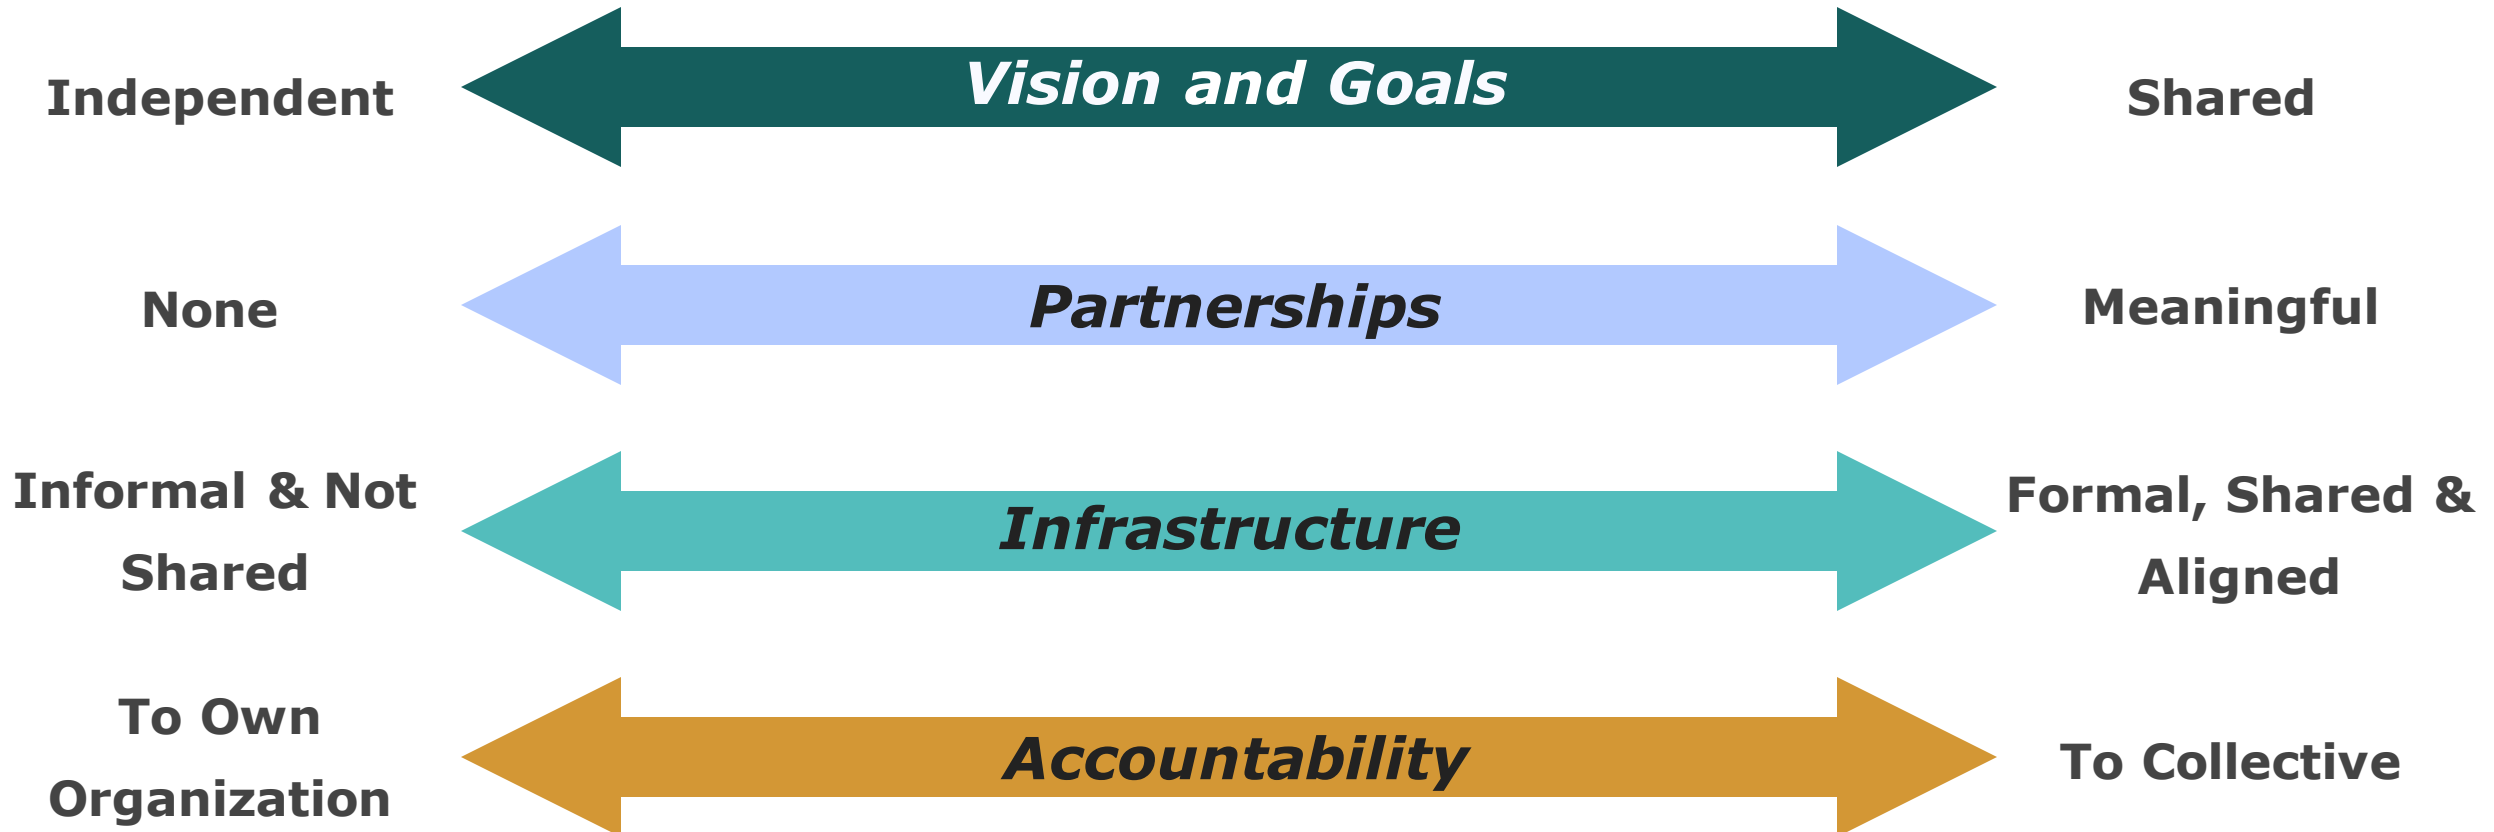 Independent
Vision and Goals
Shared
None
Partnerships
Meaningful
Informal & Not
Shared
Infrastructure
Formal, Shared &
Aligned
To Own
Organization
Accountability
To Collective